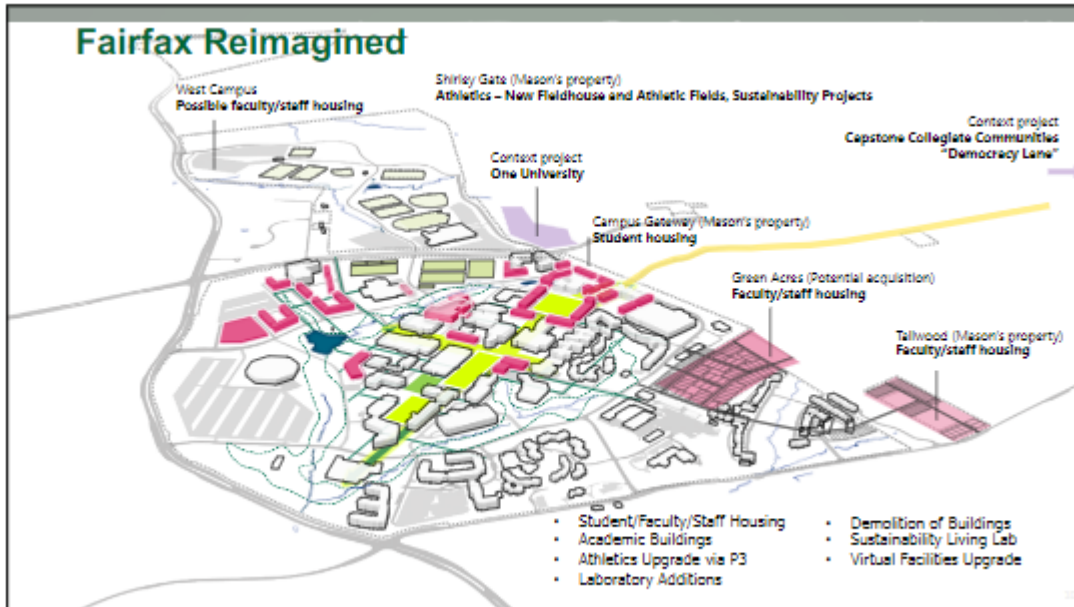 Fairfax Reimagined
West Campus
Possible faculty/staff housing
Shirley Gate (Mason's property)
Athletics – New Fieldhouse and Athletic Fields, Sustainability Projects
Context project
Capstone Collegiate Communities
"Democracy Lane"
Context project
One University
Campus Gateway (Mason's property)
Student housing
Green Acres (Potential acquisition)
Faculty/staff housing
Tallwood (Mason's property)
Faculty/staff housing
• Student/Faculty/Staff Housing
• Academic Buildings
• Athletics Upgrade via P3
• Laboratory Additions
• Demolition of Buildings
• Sustainability Living Lab
• Virtual Facilities Upgrade